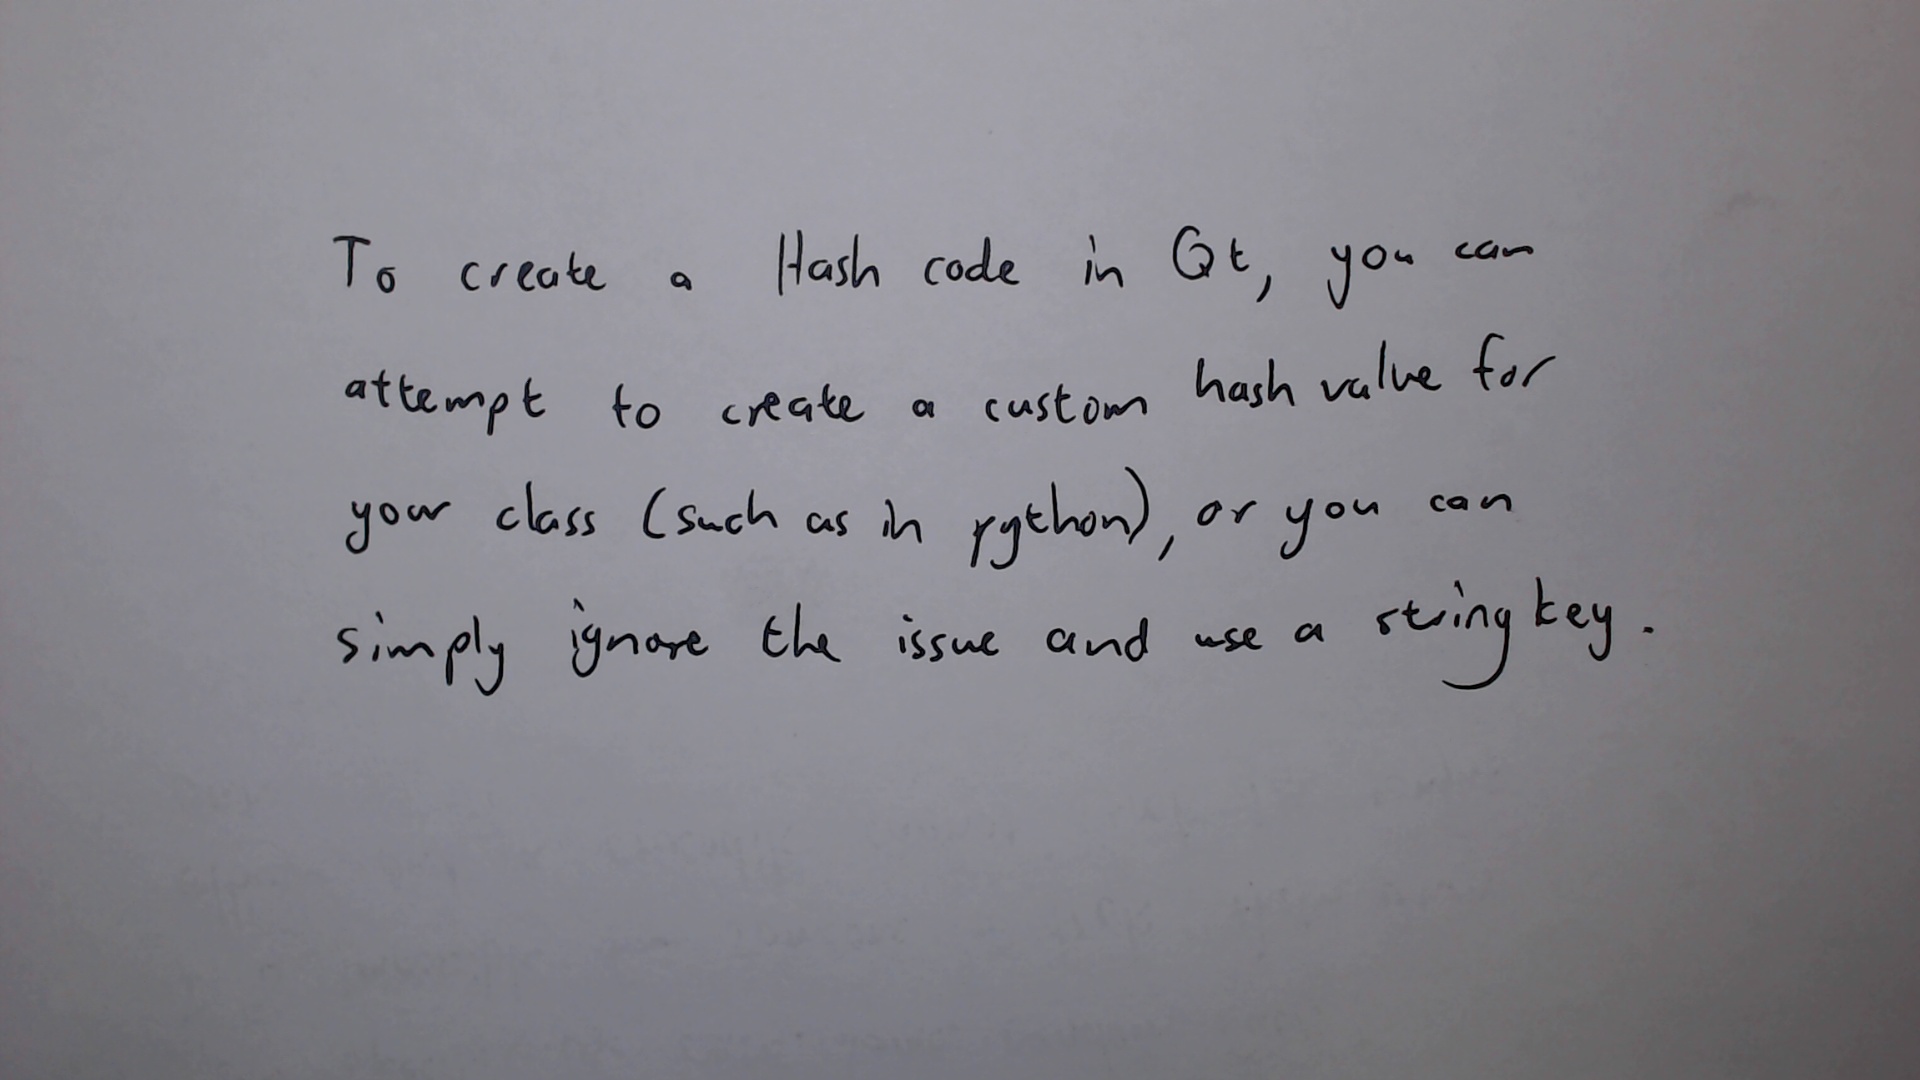 To create a Hash code in Qt, you can
attempt to create a custom hash value for
your class (such as in python), or you can
simply ignore the issue and use a string key.